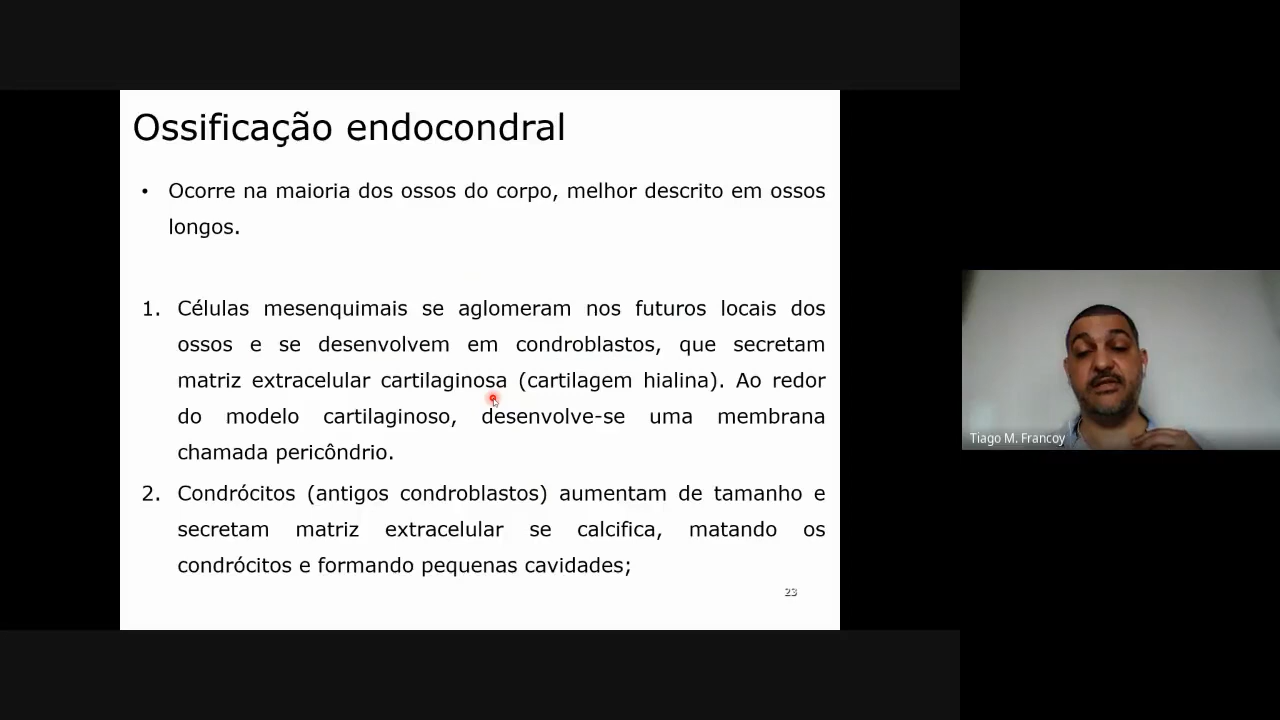 Ossificação endocondral
• Ocorre na maioria dos ossos do corpo, melhor descrito em ossos
longos.
1. Células mesenquimais se aglomeram nos futuros locais dos
ossos e se desenvolvem em condroblastos, que secretam
matriz extracelular cartilaginosa (cartilagem hialina). Ao redor
do modelo cartilaginoso, desenvolve-se uma membrana
chamada pericôndrio.
2. Condrócitos (antigos condroblastos) aumentam de tamanho e
secretam matriz extracelular se calcifica, matando os
condrócitos e formando pequenas cavidades;
23
Tiago M. Francoy